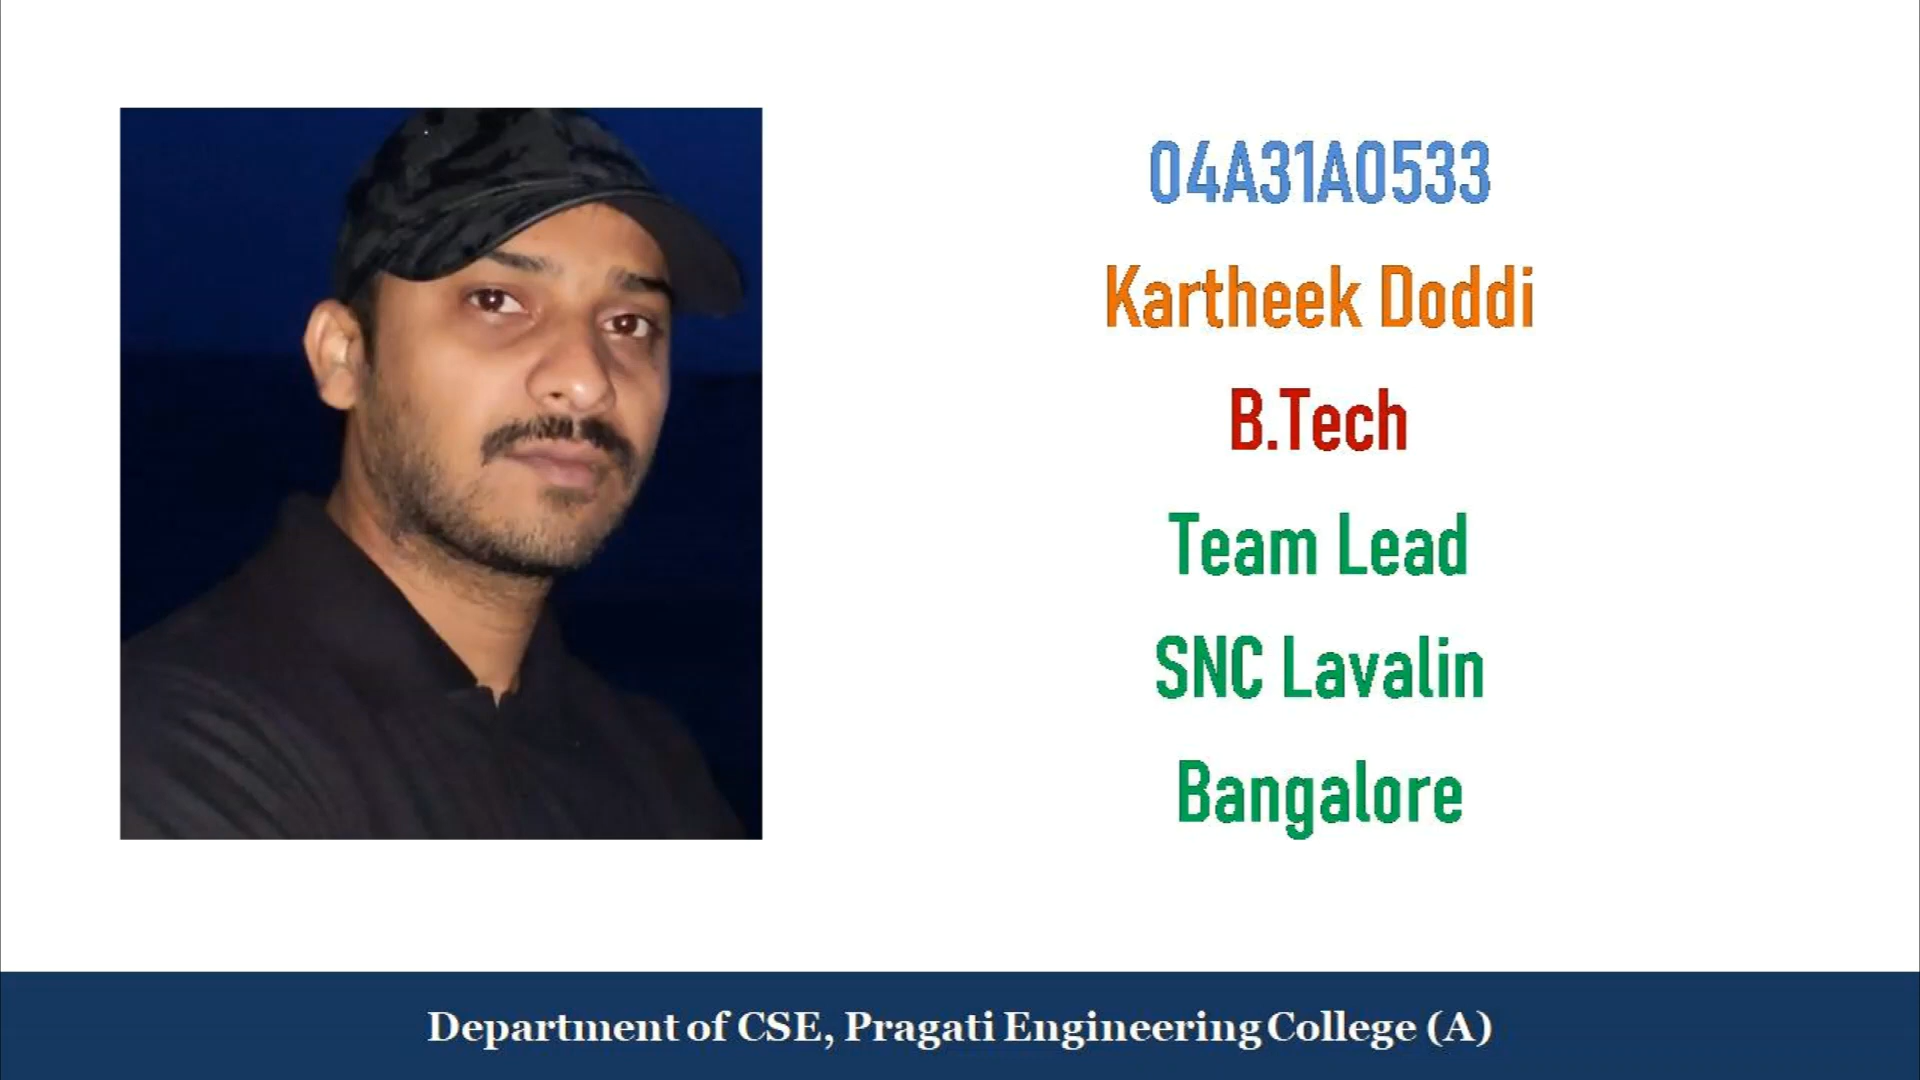 04A31A0533
Kartheek Doddi
B.Tech
Team Lead
SNC Lavalin
Bangalore
Department of CSE, Pragati Engineering College (A)